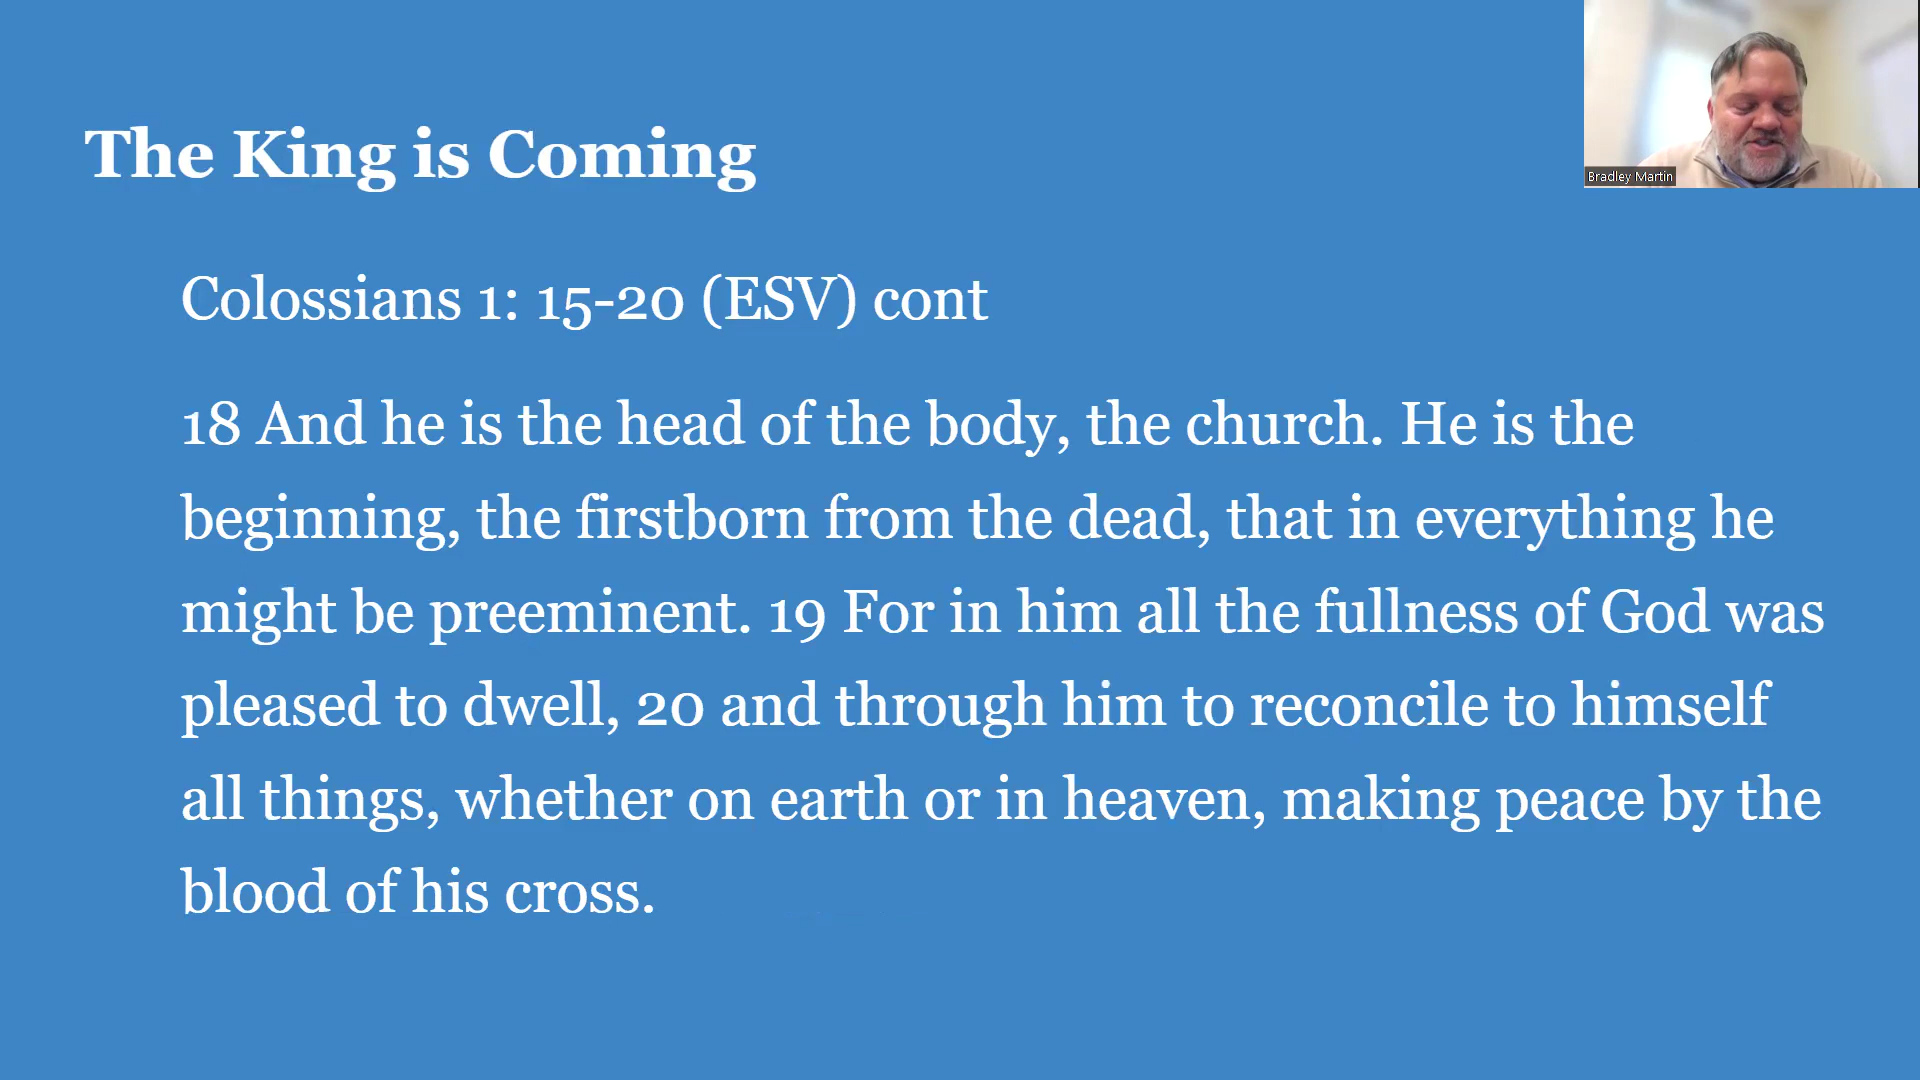 The King is Coming
Bradley Martin
Colossians 1: 15-20 (ESV) cont
18 And he is the head of the body, the church. He is the
beginning, the firstborn from the dead, that in everything he
might be preeminent. 19 For in him all the fullness of God was
pleased to dwell, 20 and through him to reconcile to himself
all things, whether on earth or in heaven, making peace by the
blood of his cross.